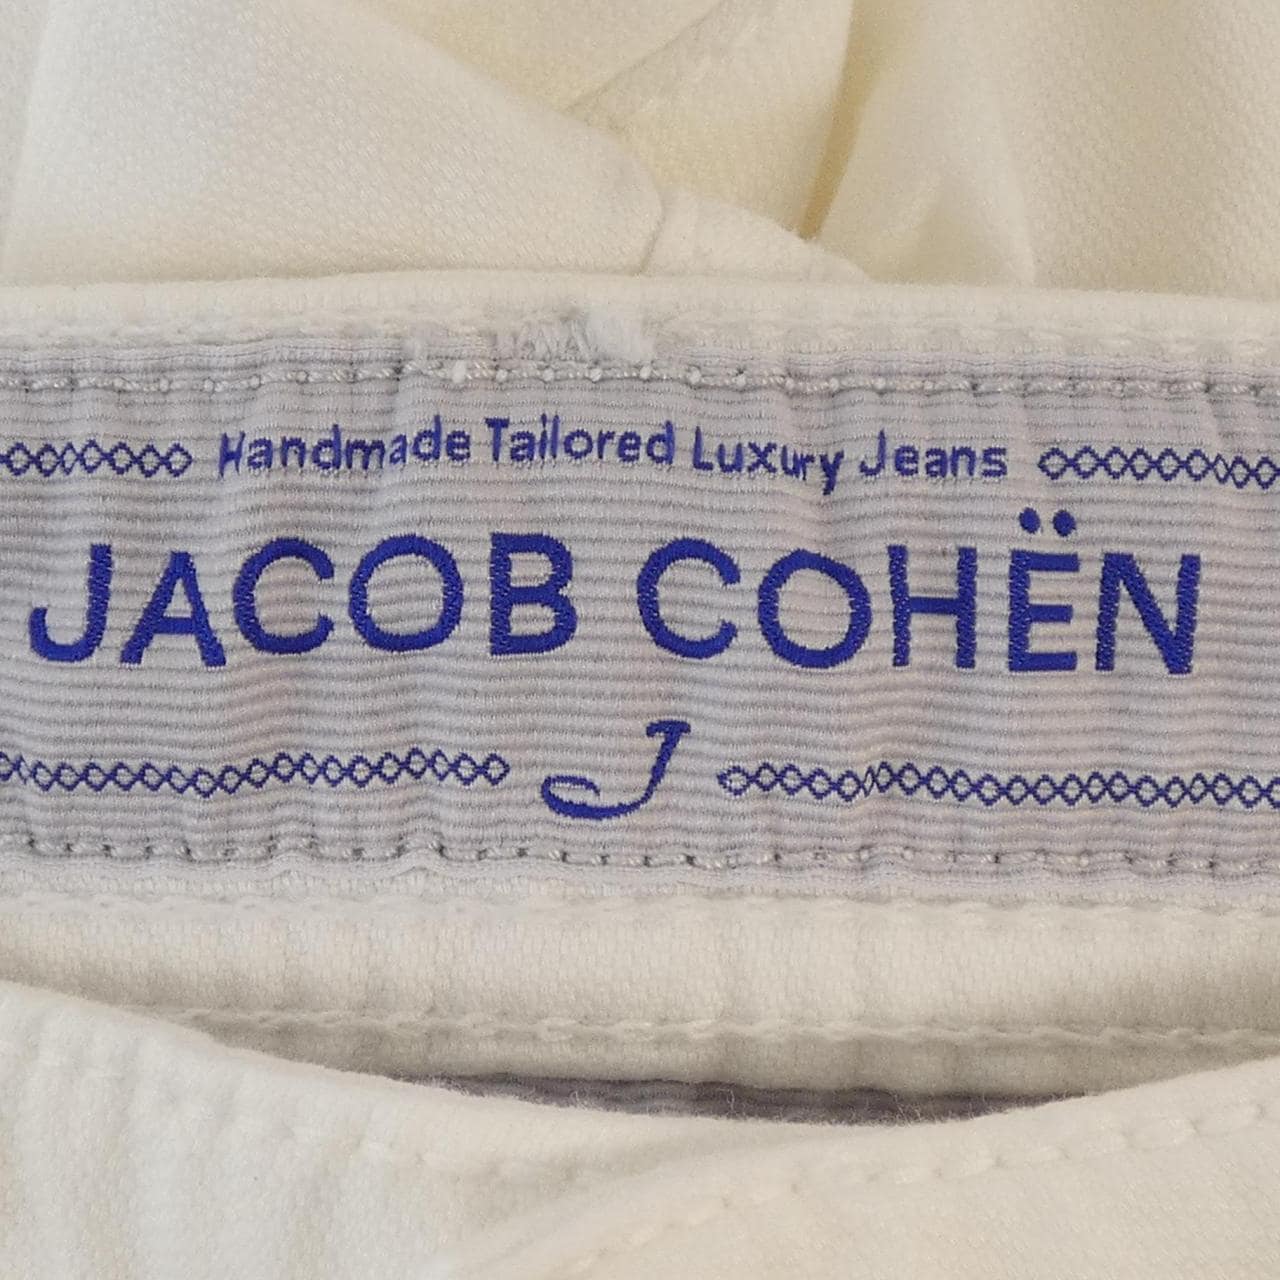 Handmade Tailored Luxury Jeans
JACOB COHËN
J